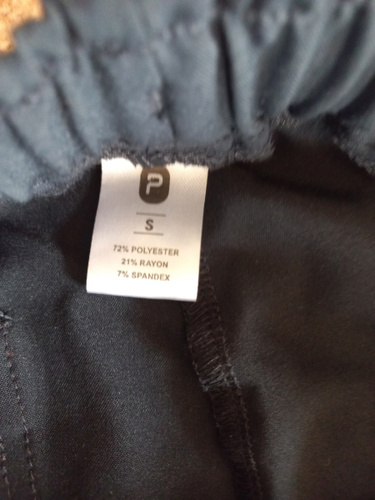 P
S
72% POLYESTER
21% RAYON
7% SPANDEX